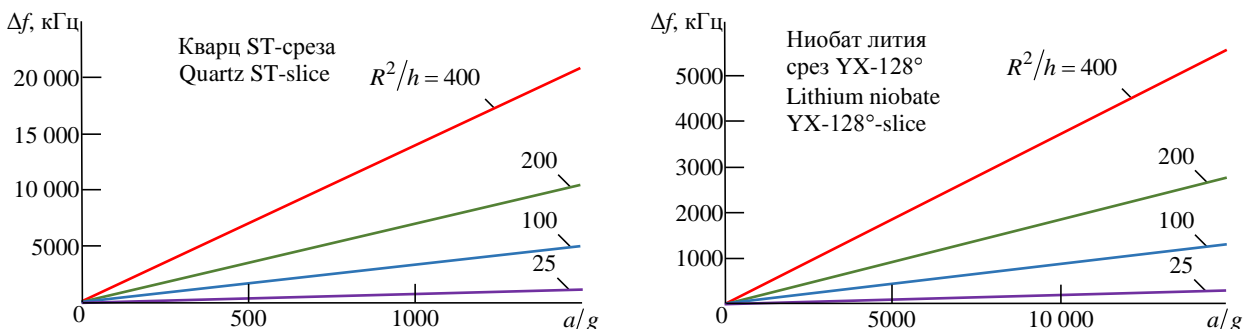 Δf, кГц
Кварц ST-среза
Quartz ST-slice
R²/h = 400
20 000
15 000
200
10 000
100
5000
25
0
500
1000
a/g
Δf, кГц
Ниобат лития
срез YX-128°
R²/h = 400
Lithium niobate
YX-128°-slice
5000
4000
3000
200
2000
100
1000
25
0
5000
10 000
a/g